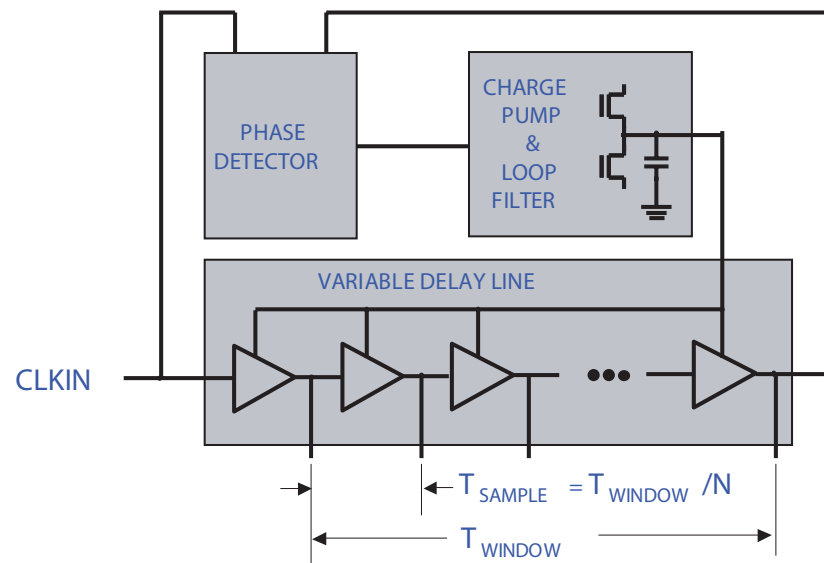 PHASE
DETECTOR
CHARGE
PUMP
&
LOOP
FILTER
VARIABLE DELAY LINE
CLKIN
T SAMPLE = T WINDOW /N
T WINDOW